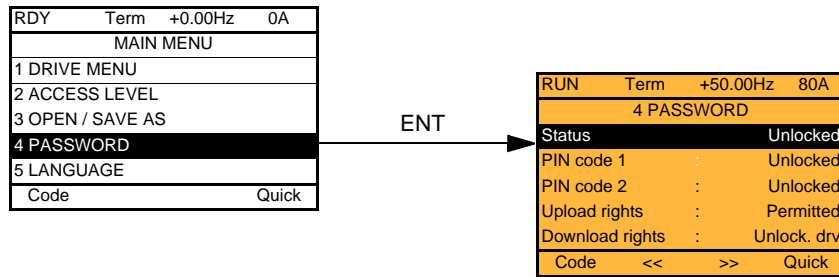 RDY Term +0.00Hz 0A
MAIN MENU
1 DRIVE MENU
2 ACCESS LEVEL
3 OPEN / SAVE AS
4 PASSWORD
5 LANGUAGE
Code Quick
ENT
RUN Term +50.00Hz 80A
4 PASSWORD
Status Unlocked
PIN code 1 : Unlocked
PIN code 2 : Unlocked
Upload rights : Permitted
Download rights : Unlock. drv
Code << >> Quick